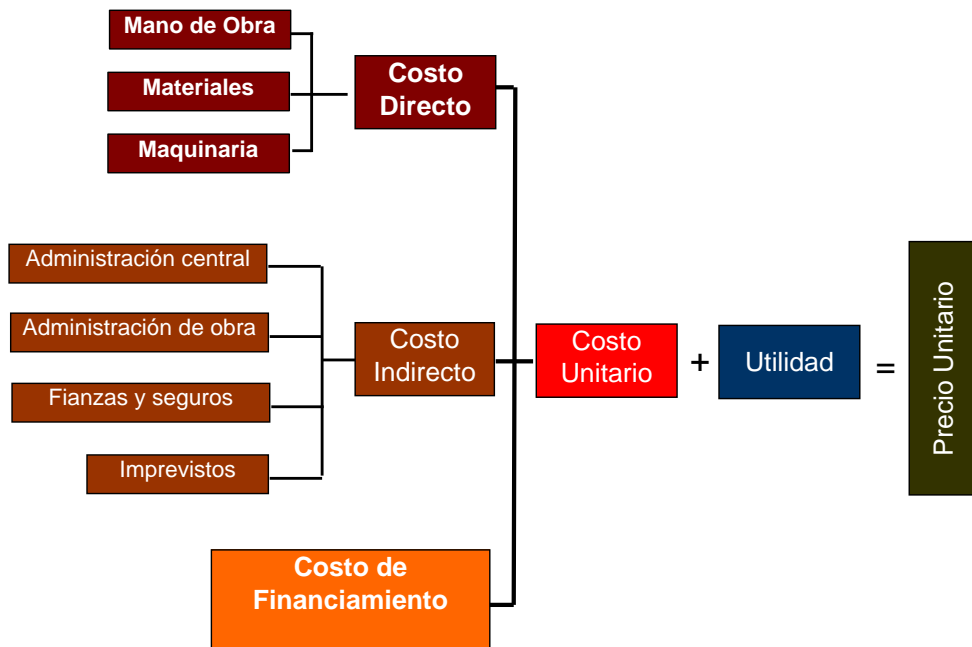 Mano de Obra
Materiales
Maquinaria
Costo
Directo
Administración central
Administración de obra
Fianzas y seguros
Imprevistos
Costo
Indirecto
Costo de
Financiamiento
Costo
Unitario
+
Utilidad
=
Precio Unitario